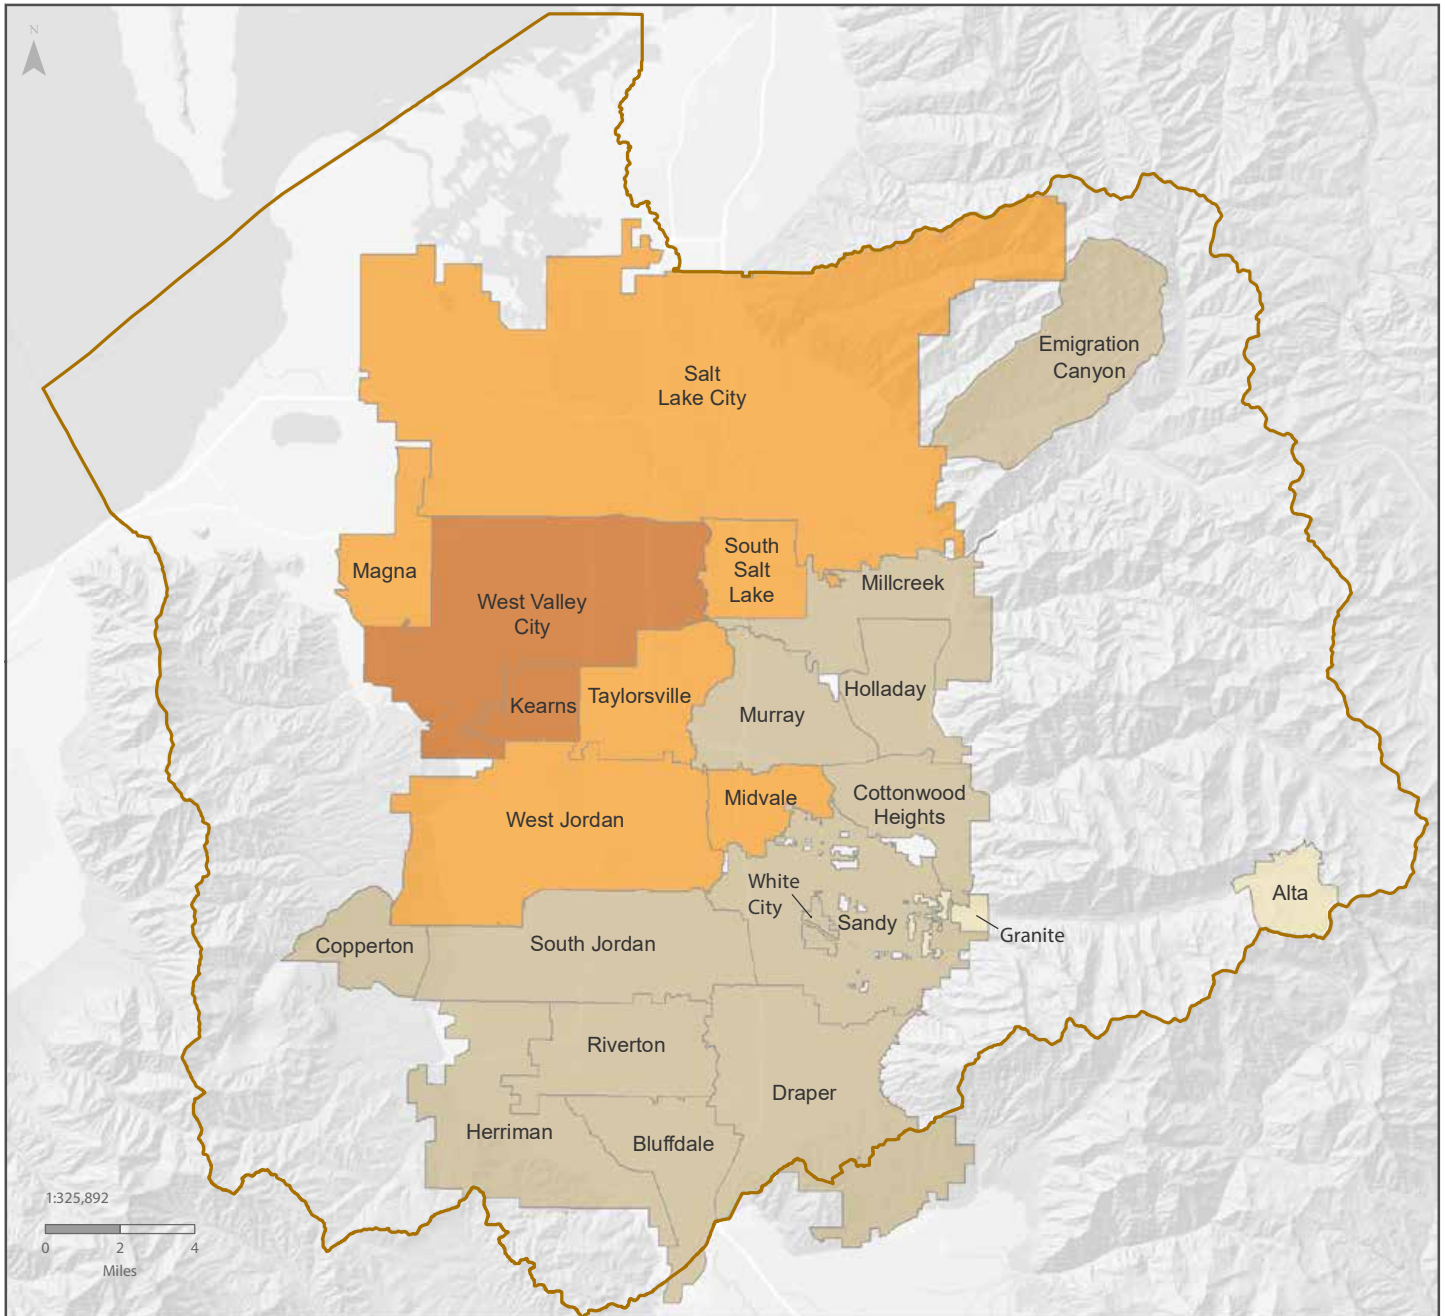 N
Emigration
Canyon
Salt
Lake City
South
Salt
Lake
Magna
Millcreek
West Valley
City
Holladay
Taylorsville
Kearns
Murray
Cottonwood
Heights
Midvale
West Jordan
White
City
Alta
Sandy
Granite
Copperton
South Jordan
Riverton
Draper
Herriman
Bluffdale
1:325,892
0 2 4
Miles